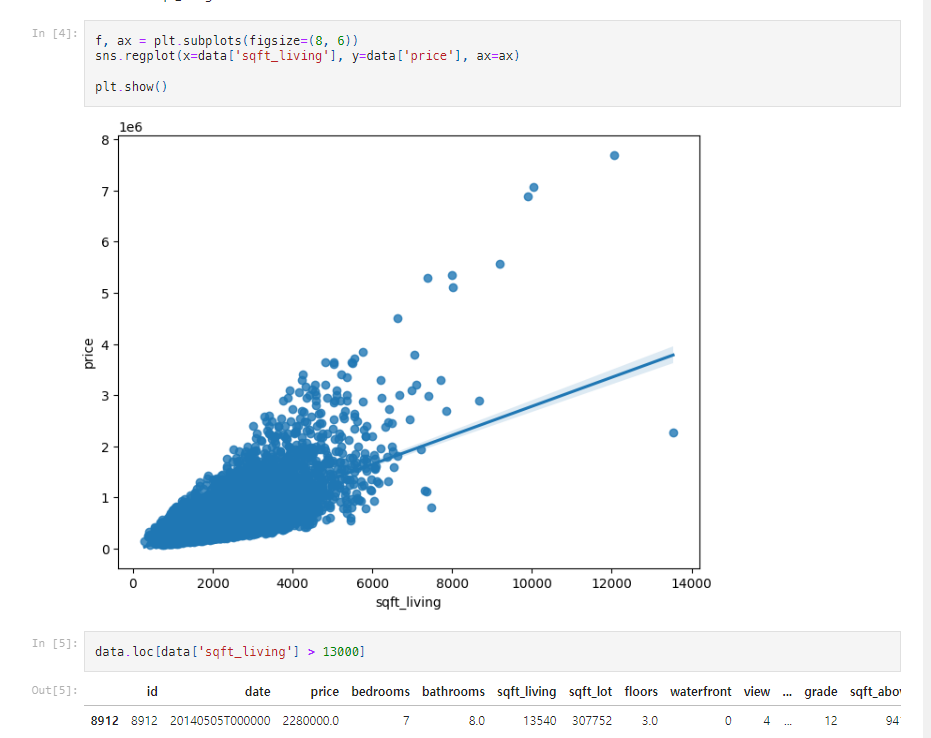 In [4]:
f, ax = plt.subplots(figsize=(8, 6))
sns.regplot(x=data['sqft_living'], y=data['price'], ax=ax)
plt.show()
1e6
8
7
6
5
4
3
2
1
0
price
0 2000 4000 6000 8000 10000 12000 14000
sqft_living
In [5]:
data.loc[data['sqft_living'] > 13000]
Out[5]:
id date price bedrooms bathrooms sqft_living sqft_lot floors waterfront view ... grade
8912 8912 20140505T000000 2280000.0 7 8.0 13540 307752 3.0 0 4 ... 12